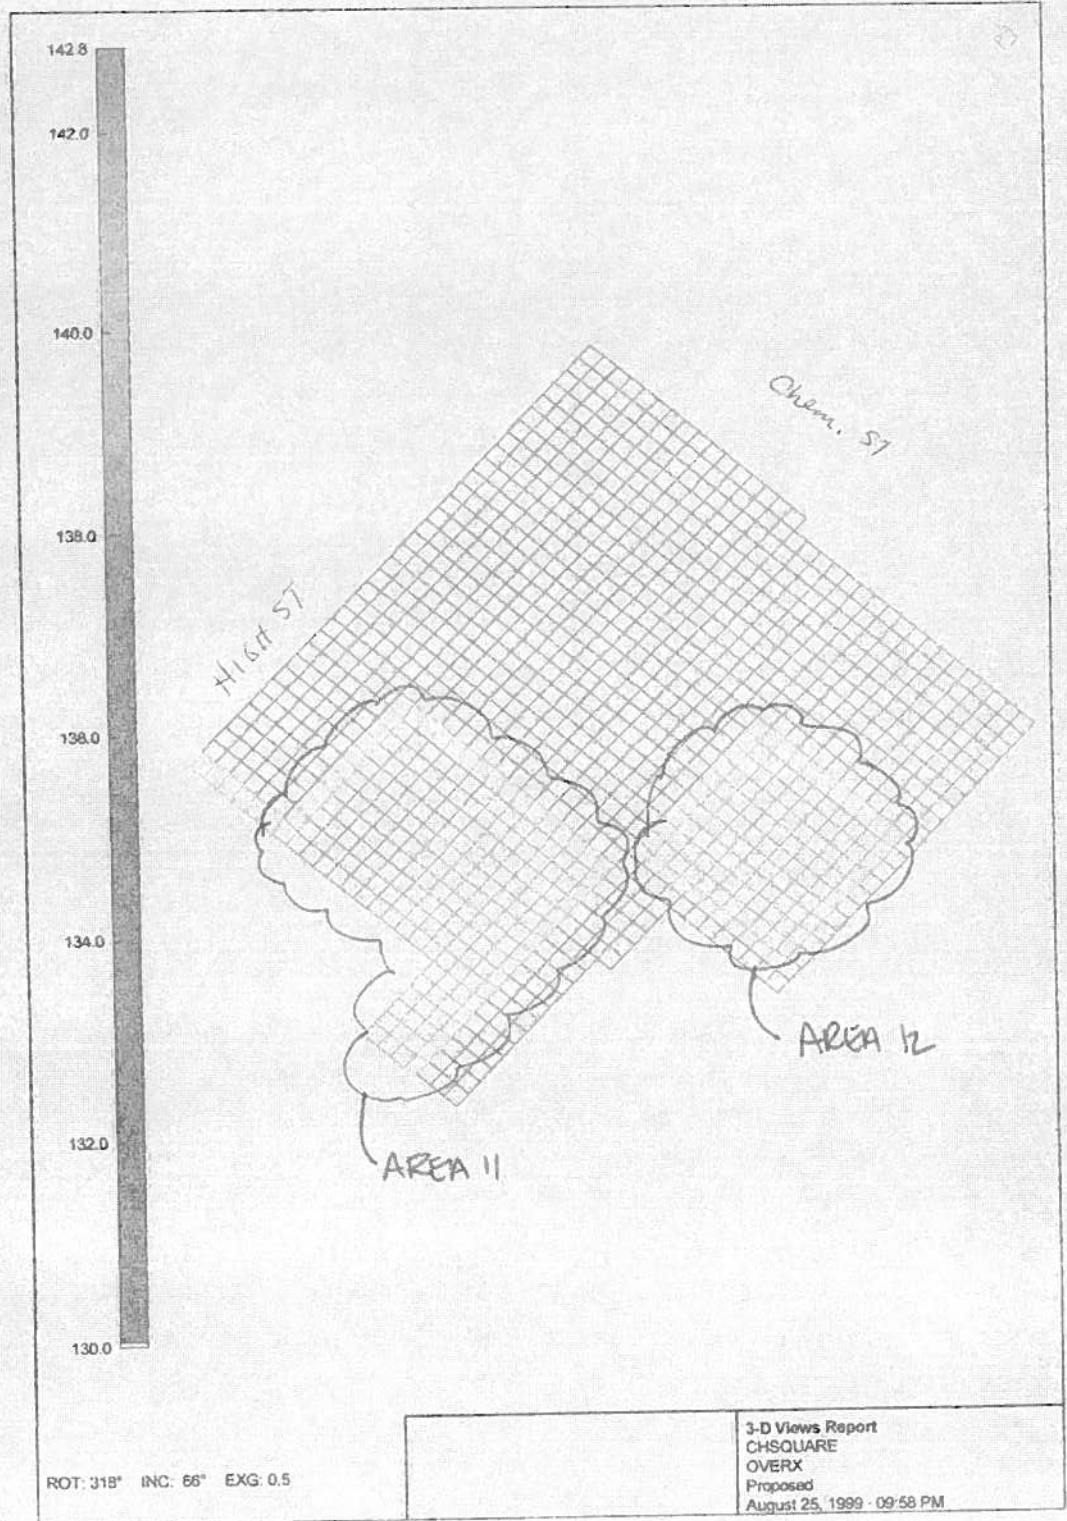 142.8
142.0
140.0
138.0
138.0
134.0
132.0
130.0
Chem. ST
HIGH ST
AREA 12
AREA 11
ROT: 318° INC: 66° EXG: 0.5
3-D Views Report
CHSQUARE
OVERX
Proposed
August 25, 1999 - 09:58 PM